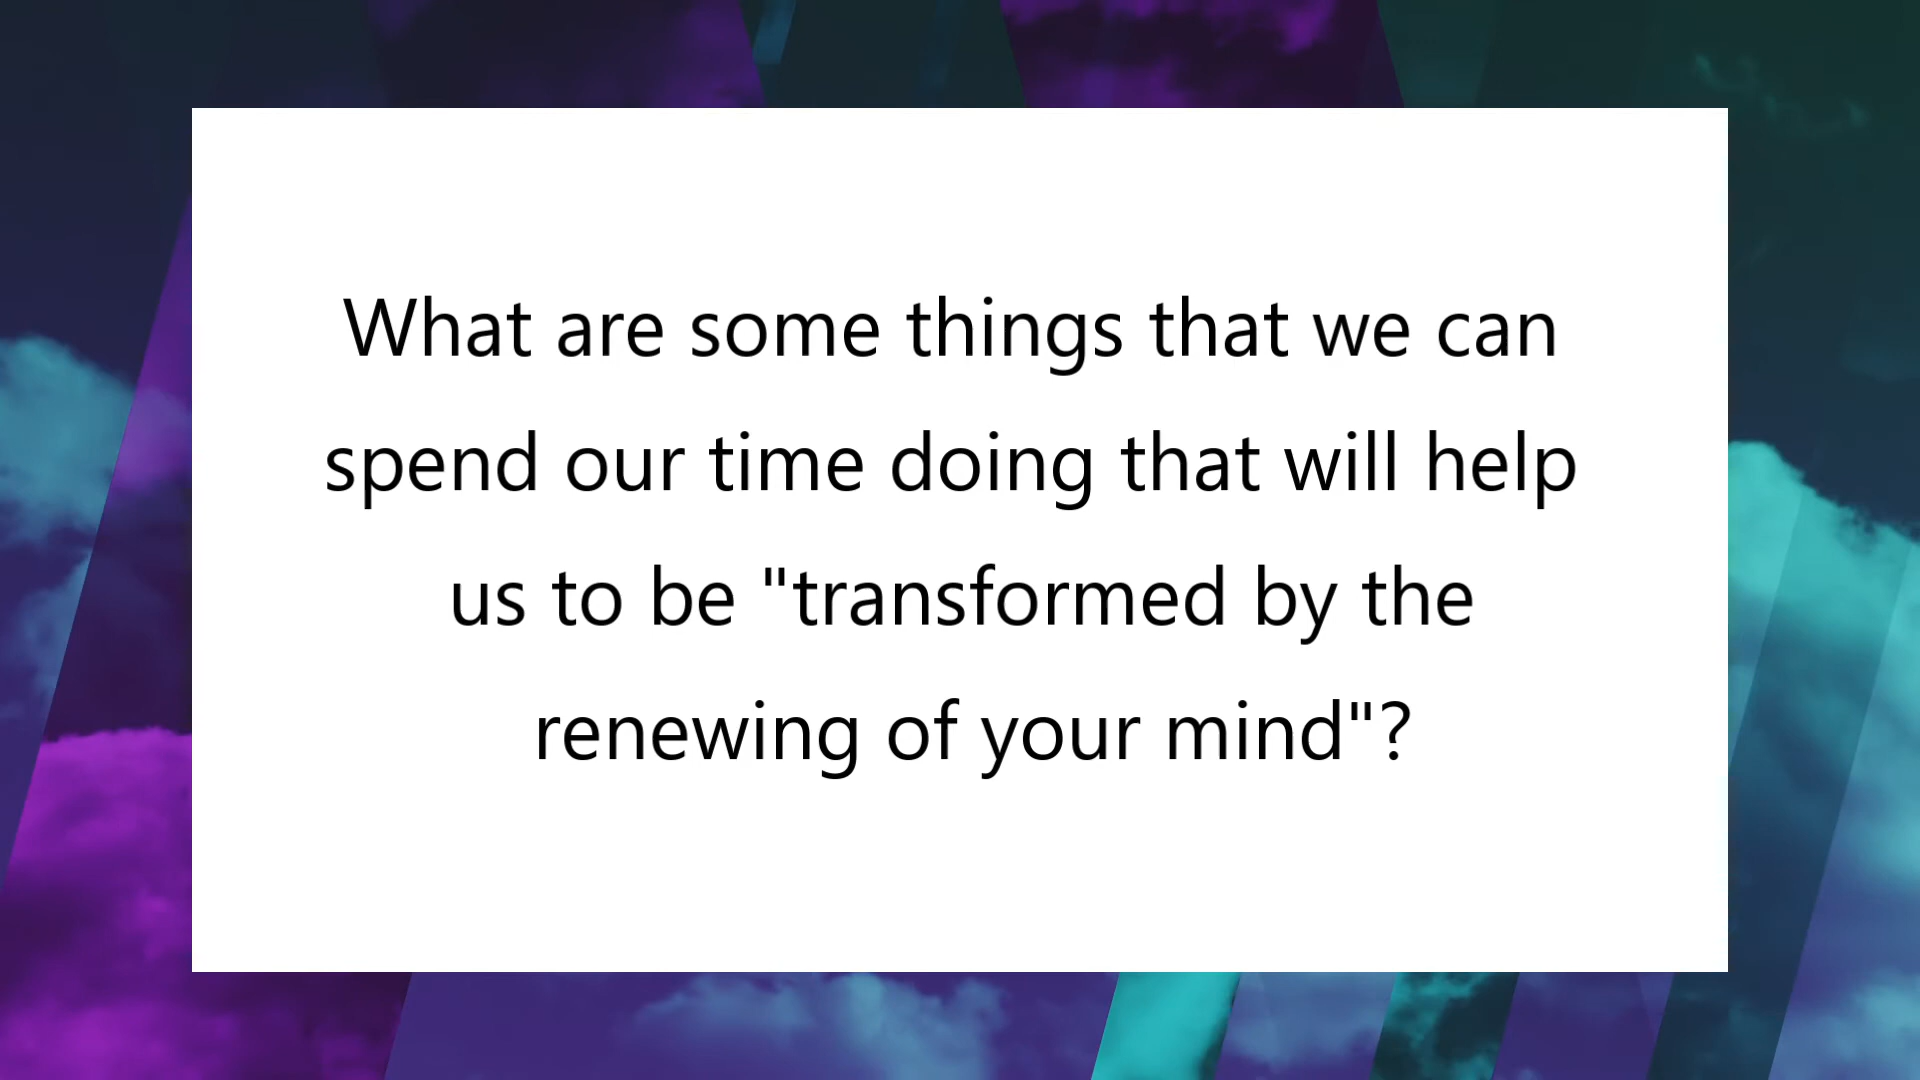 What are some things that we can
spend our time doing that will help
us to be "transformed by the
renewing of your mind"?